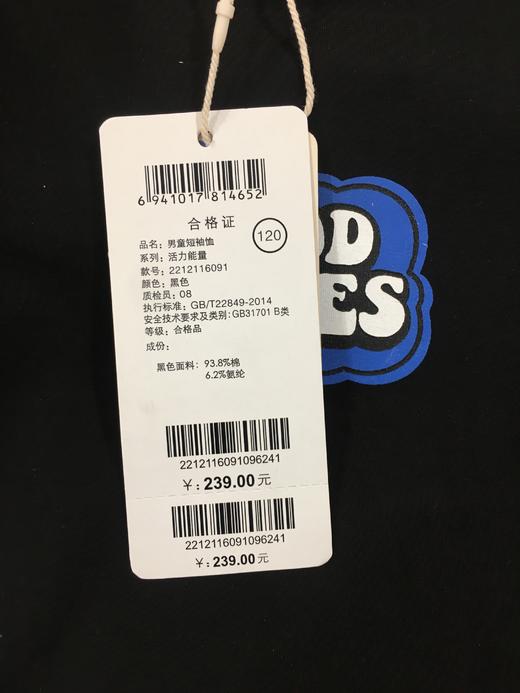 6 941017 814652
合格证
120
品名: 男童短袖恤
系列: 活力能量
款号: 2212116091
颜色: 黑色
质检员: 08
执行标准: GB/T22849-2014
安全技术要求及类别: GB31701 B类
等级: 合格品
成份:
黑色面料: 93.8%棉
6.2%氨纶
2212116091096241
¥: 239.00元
2212116091096241
¥: 239.00元